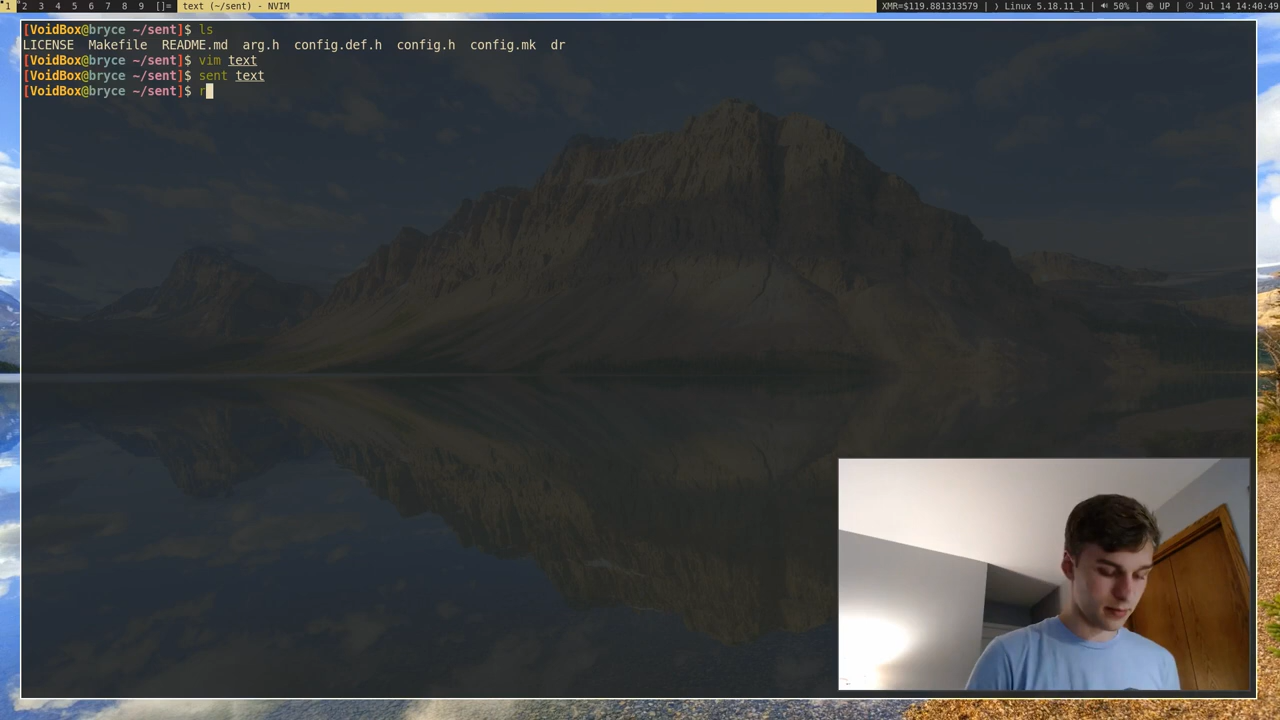 1 2 3 4 5 6 7 8 9 []= text (~/sent) - NVIM XMR=$119.881313579 | ) Linux 5.18.11_1 | 50% | UP | Jul 14 14:40:49
[VoidBox@bryce ~/sent]$ ls
LICENSE Makefile README.md arg.h config.def.h config.h config.mk dr
[VoidBox@bryce ~/sent]$ vim text
[VoidBox@bryce ~/sent]$ sent text
[VoidBox@bryce ~/sent]$ r